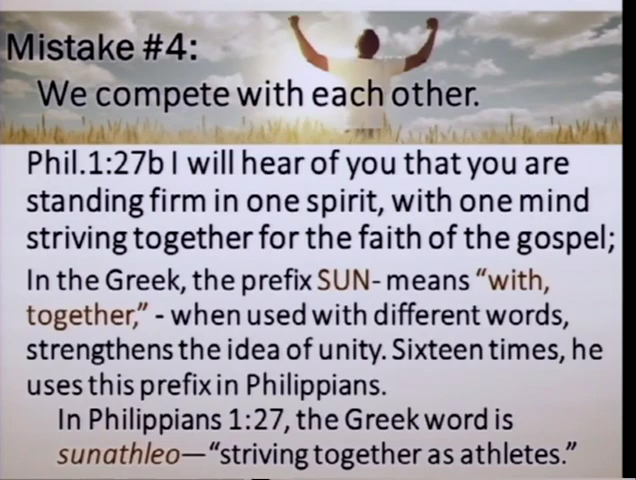 Mistake #4:
We compete with each other.
Phil.1:27b I will hear of you that you are
standing firm in one spirit, with one mind
striving together for the faith of the gospel;
In the Greek, the prefix SUN- means “with,
together,” - when used with different words,
strengthens the idea of unity. Sixteen times, he
uses this prefix in Philippians.
In Philippians 1:27, the Greek word is
sunathleo—“striving together as athletes.”